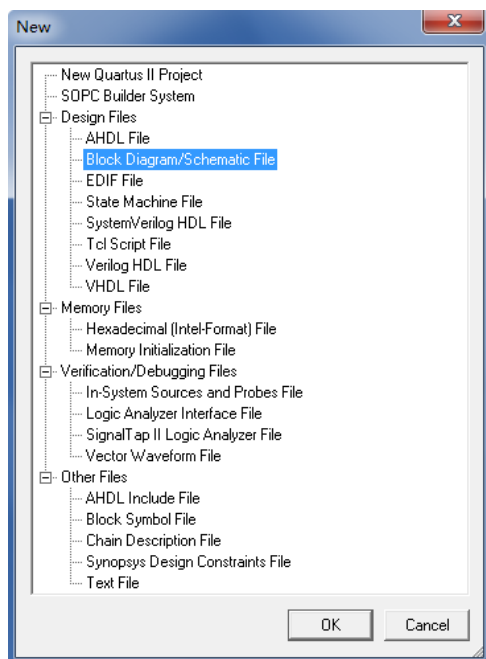 New
New Quartus II Project
SOPC Builder System
Design Files
AHDL File
Block Diagram/Schematic File
EDIF File
State Machine File
SystemVerilog HDL File
Tcl Script File
Verilog HDL File
VHDL File
Memory Files
Hexadecimal (Intel-Format) File
Memory Initialization File
Verification/Debugging Files
In-System Sources and Probes File
Logic Analyzer Interface File
SignalTap II Logic Analyzer File
Vector Waveform File
Other Files
AHDL Include File
Block Symbol File
Chain Description File
Synopsys Design Constraints File
Text File
OK Cancel